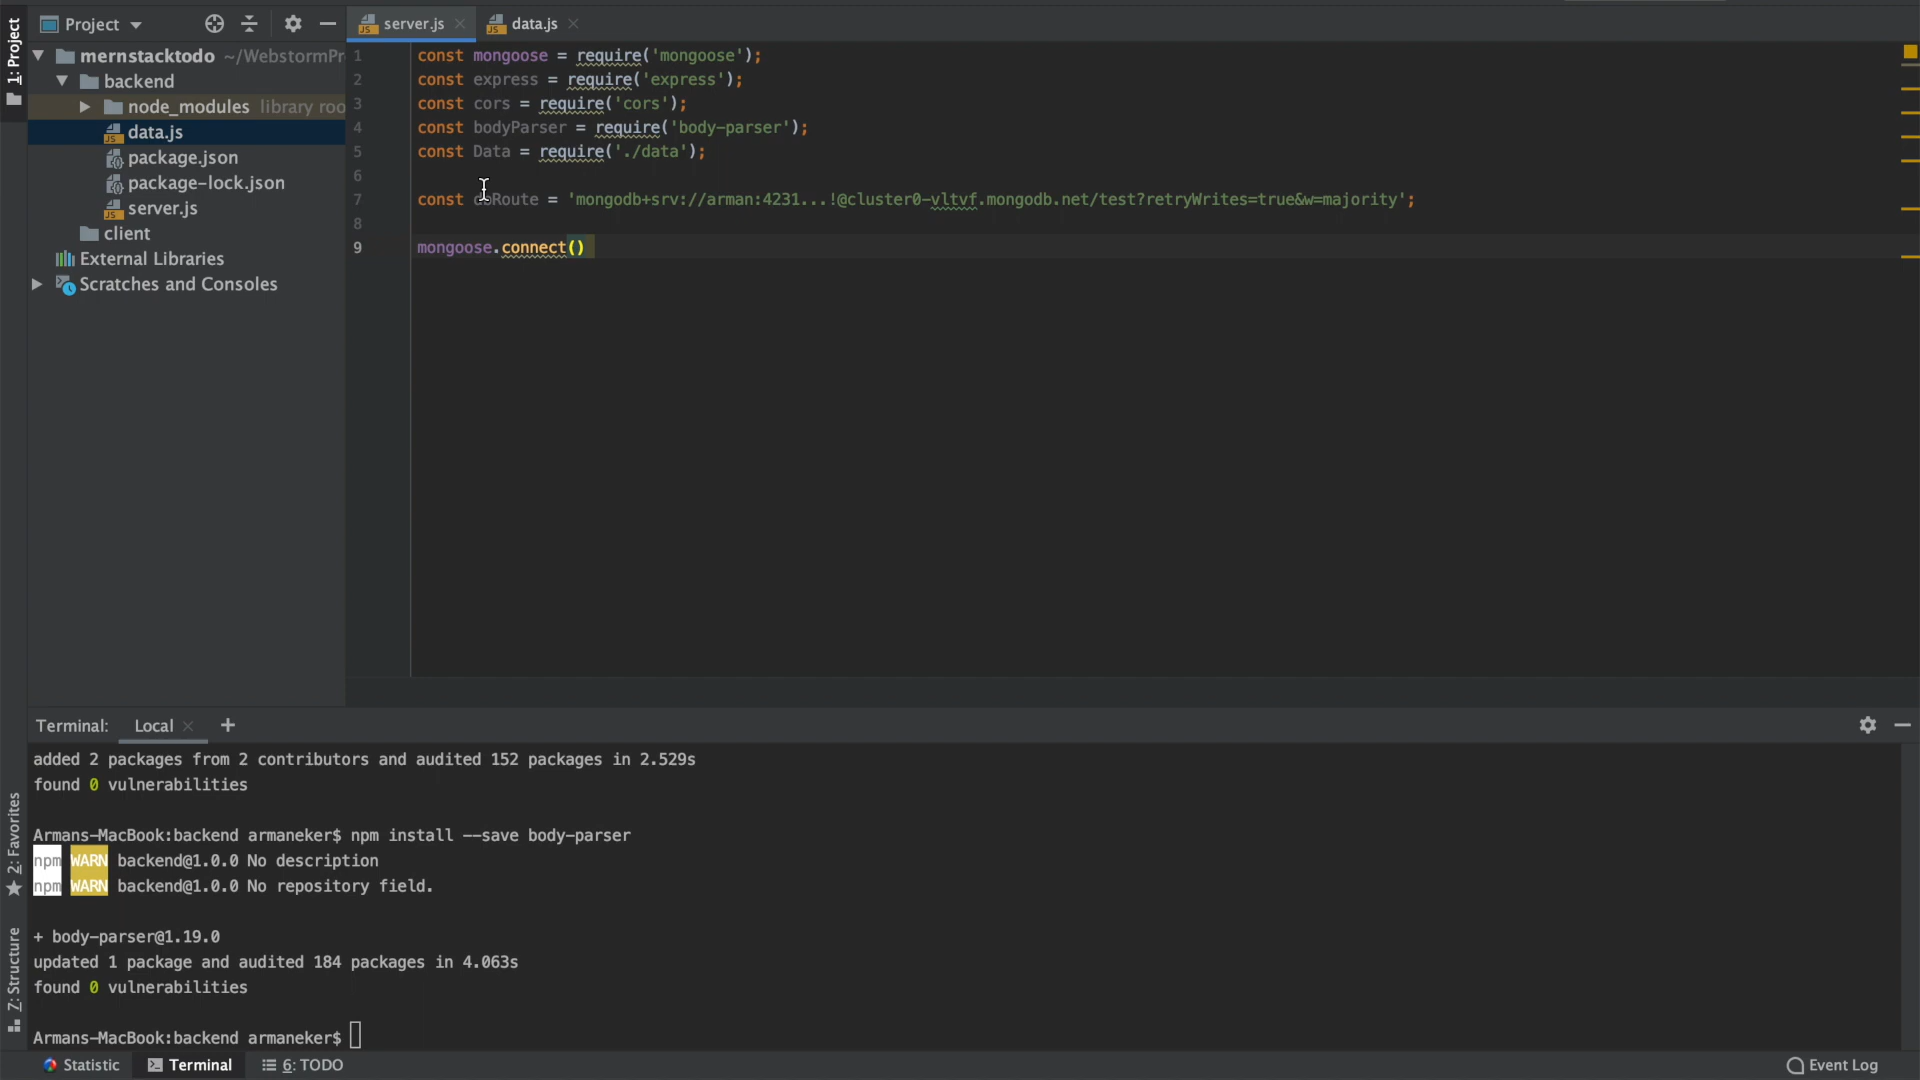 1: Project
Project
server.js
data.js
mernstacktodo ~/WebstormPr
backend
node_modules library roo
data.js
package.json
package-lock.json
server.js
client
External Libraries
Scratches and Consoles
1 const mongoose = require('mongoose');
2 const express = require('express');
3 const cors = require('cors');
4 const bodyParser = require('body-parser');
5 const Data = require('./data');
6
7 const dbRoute = 'mongodb+srv://arman:4231...!@cluster0-vltvf.mongodb.net/test?retryWrites=true&w=majority';
8
9 mongoose.connect()
Terminal: Local +
added 2 packages from 2 contributors and audited 152 packages in 2.529s
found 0 vulnerabilities
Armans-MacBook:backend armaneker$ npm install --save body-parser
npm WARN backend@1.0.0 No description
npm WARN backend@1.0.0 No repository field.
+ body-parser@1.19.0
updated 1 package and audited 184 packages in 4.063s
found 0 vulnerabilities
Armans-MacBook:backend armaneker$
2: Favorites
Z: Structure
Statistic
Terminal
6: TODO
Event Log